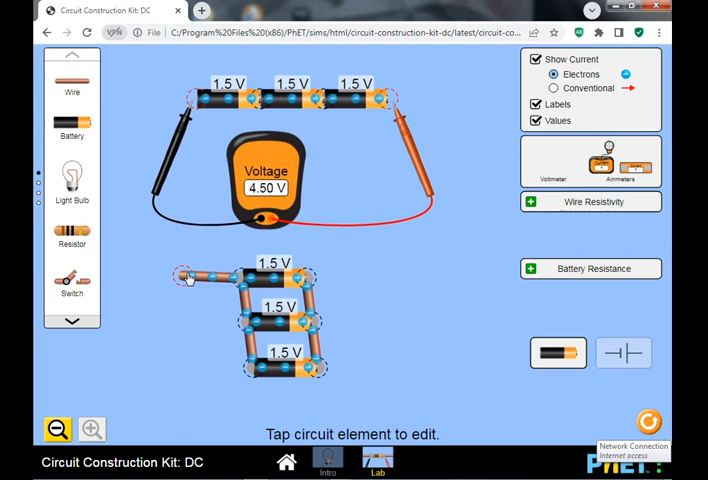 Circuit Construction Kit: DC
VPN
File
C:/Program%20Files%20(x86)/PhET/sims/html/circuit-construction-kit-dc/latest/circuit-co...
Wire
Battery
Light Bulb
Resistor
Switch
1.5 V
1.5 V
1.5 V
Voltage
4.50 V
1.5 V
1.5 V
1.5 V
Show Current
Electrons
Conventional
Labels
Values
Voltmeter
Ammeters
Wire Resistivity
Battery Resistance
Tap circuit element to edit.
Network Connection
Internet access
Circuit Construction Kit: DC
Intro
Lab
PhET